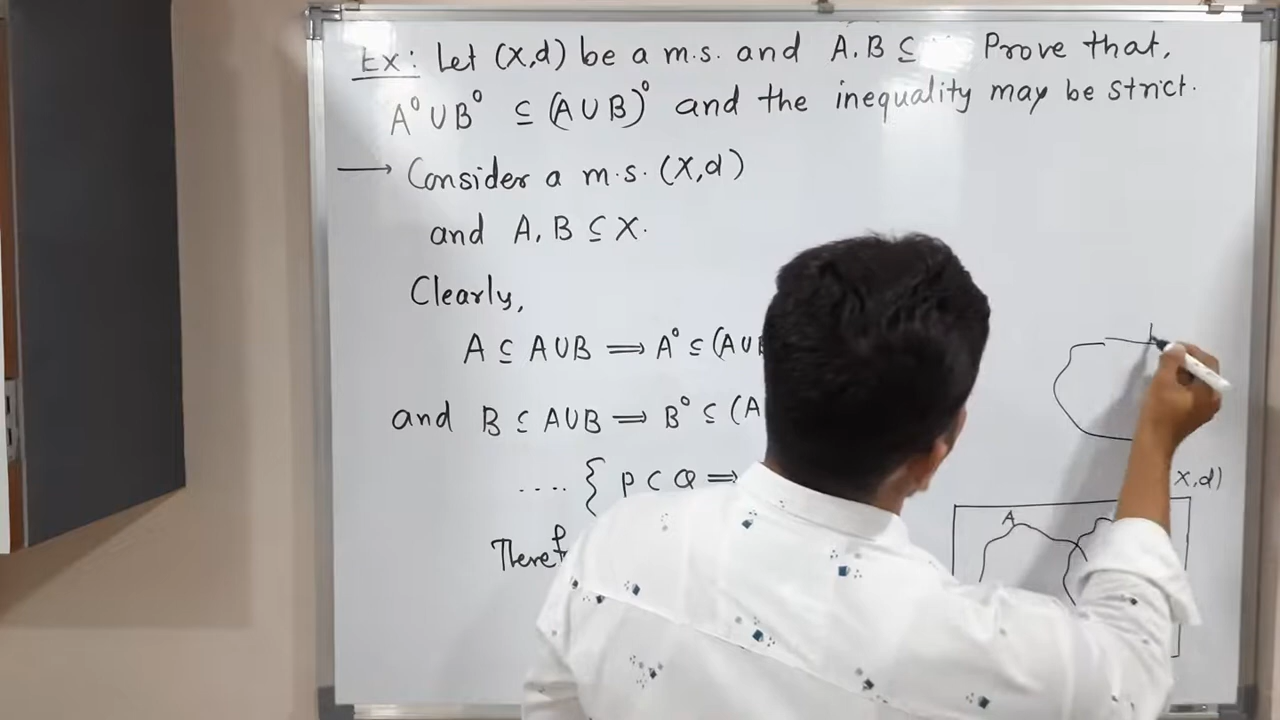 Ex: Let (X,d) be a m.s. and A,B ⊆ Prove that,
A° ∪ B° ⊆ (A ∪ B)° and the inequality may be strict.
→ Consider a m.s. (X,d)
and A, B ⊆ X.
Clearly,
A ⊆ A∪B ⟹ A° ⊆ (A∪
and B ⊆ A∪B ⟹ B° ⊆ (A
.... { P ⊂ Q ⟹
X,d)
A